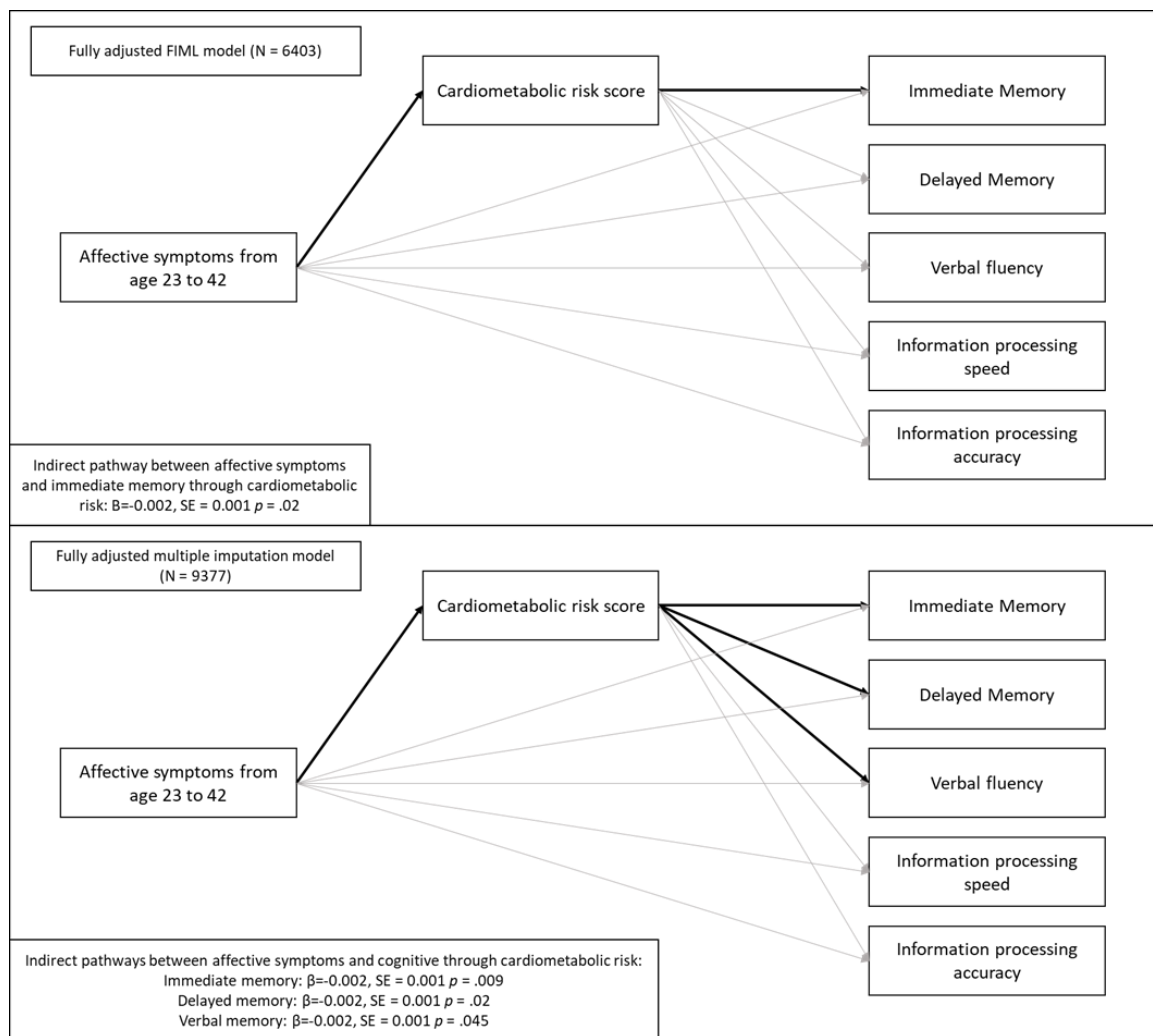 Fully adjusted FIML model (N = 6403)
Cardiometabolic risk score
Immediate Memory
Delayed Memory
Affective symptoms from
age 23 to 42
Verbal fluency
Information processing
speed
Information processing
accuracy
Indirect pathway between affective symptoms
and immediate memory through cardiometabolic
risk: B=-0.002, SE = 0.001 p = .02
Fully adjusted multiple imputation model
(N = 9377)
Cardiometabolic risk score
Immediate Memory
Delayed Memory
Affective symptoms from
age 23 to 42
Verbal fluency
Information processing
speed
Information processing
accuracy
Indirect pathways between affective symptoms and cognitive through cardiometabolic risk:
Immediate memory: β=-0.002, SE = 0.001 p = .009
Delayed memory: β=-0.002, SE = 0.001 p = .02
Verbal memory: β=-0.002, SE = 0.001 p = .045